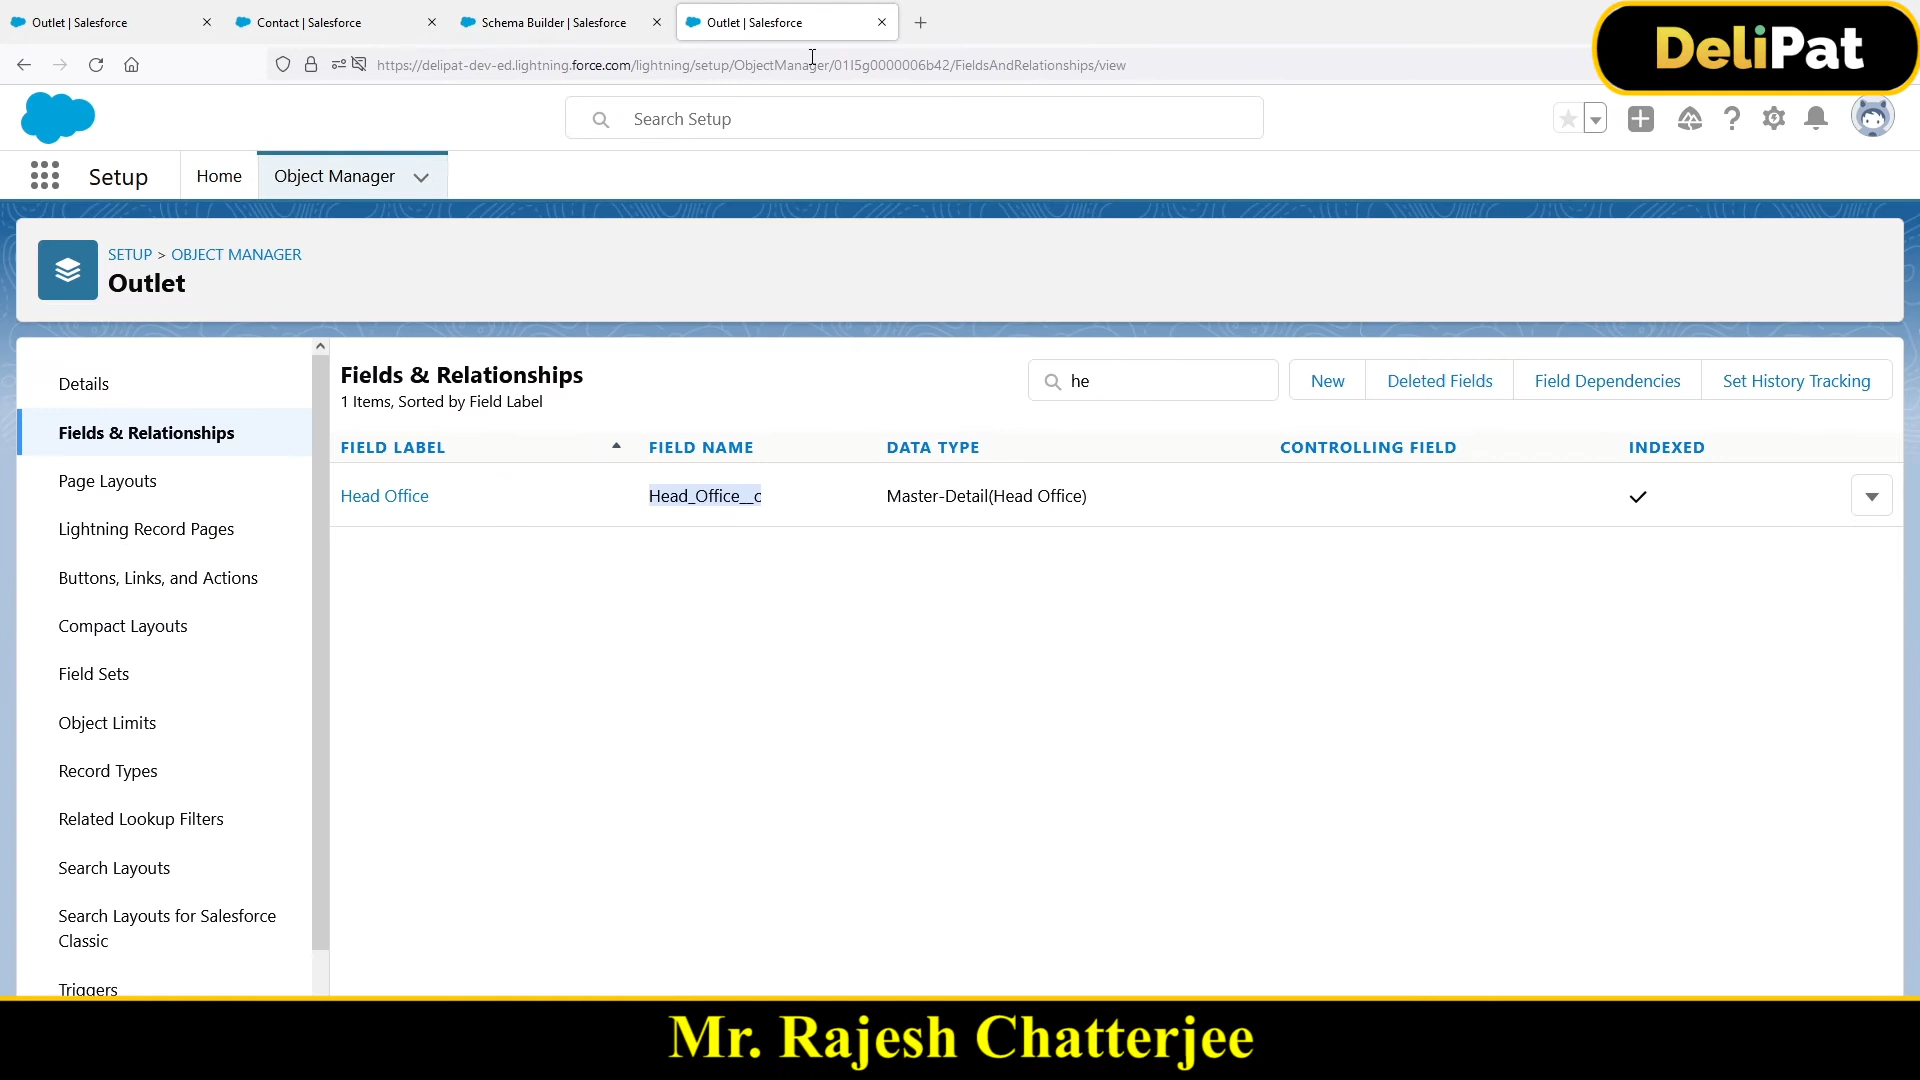 Outlet | Salesforce
Contact | Salesforce
Schema Builder | Salesforce
Outlet | Salesforce
https://delipat-dev-ed.lightning.force.com/lightning/setup/ObjectManager/01I5g0000006b42/FieldsAndRelationships/view
DeliPat
Search Setup
Setup
Home
Object Manager
SETUP > OBJECT MANAGER
Outlet
Details
Fields & Relationships
Page Layouts
Lightning Record Pages
Buttons, Links, and Actions
Compact Layouts
Field Sets
Object Limits
Record Types
Related Lookup Filters
Search Layouts
Search Layouts for Salesforce
Classic
Triggers
Fields & Relationships
1 Items, Sorted by Field Label
he
New
Deleted Fields
Field Dependencies
Set History Tracking
FIELD LABEL
FIELD NAME
DATA TYPE
CONTROLLING FIELD
INDEXED
Head Office
Head_Office__c
Master-Detail(Head Office)
Mr. Rajesh Chatterjee